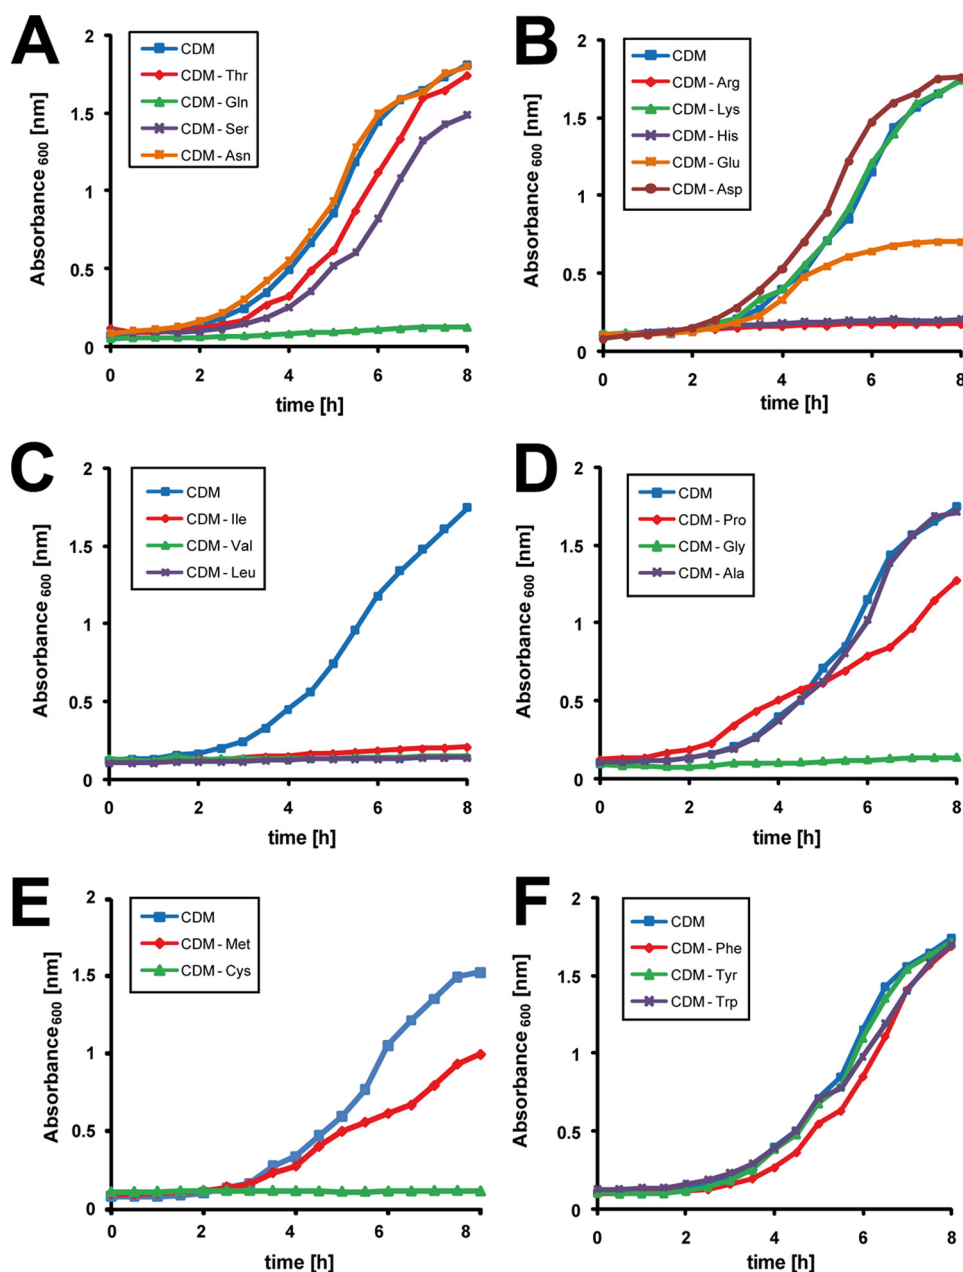 A
CDM
CDM - Thr
CDM - Gln
CDM - Ser
CDM - Asn
Absorbance 600 [nm]
2
1.5
1
0.5
0
0 2 4 6 8
time [h]
B
CDM
CDM - Arg
CDM - Lys
CDM - His
CDM - Glu
CDM - Asp
Absorbance 600 [nm]
2
1.5
1
0.5
0
0 2 4 6 8
time [h]
C
CDM
CDM - Ile
CDM - Val
CDM - Leu
Absorbance 600 [nm]
2
1.5
1
0.5
0
0 2 4 6 8
time [h]
D
CDM
CDM - Pro
CDM - Gly
CDM - Ala
Absorbance 600 [nm]
2
1.5
1
0.5
0
0 2 4 6 8
time [h]
E
CDM
CDM - Met
CDM - Cys
Absorbance 600 [nm]
2
1.5
1
0.5
0
0 2 4 6 8
time [h]
F
CDM
CDM - Phe
CDM - Tyr
CDM - Trp
Absorbance 600 [nm]
2
1.5
1
0.5
0
0 2 4 6 8
time [h]